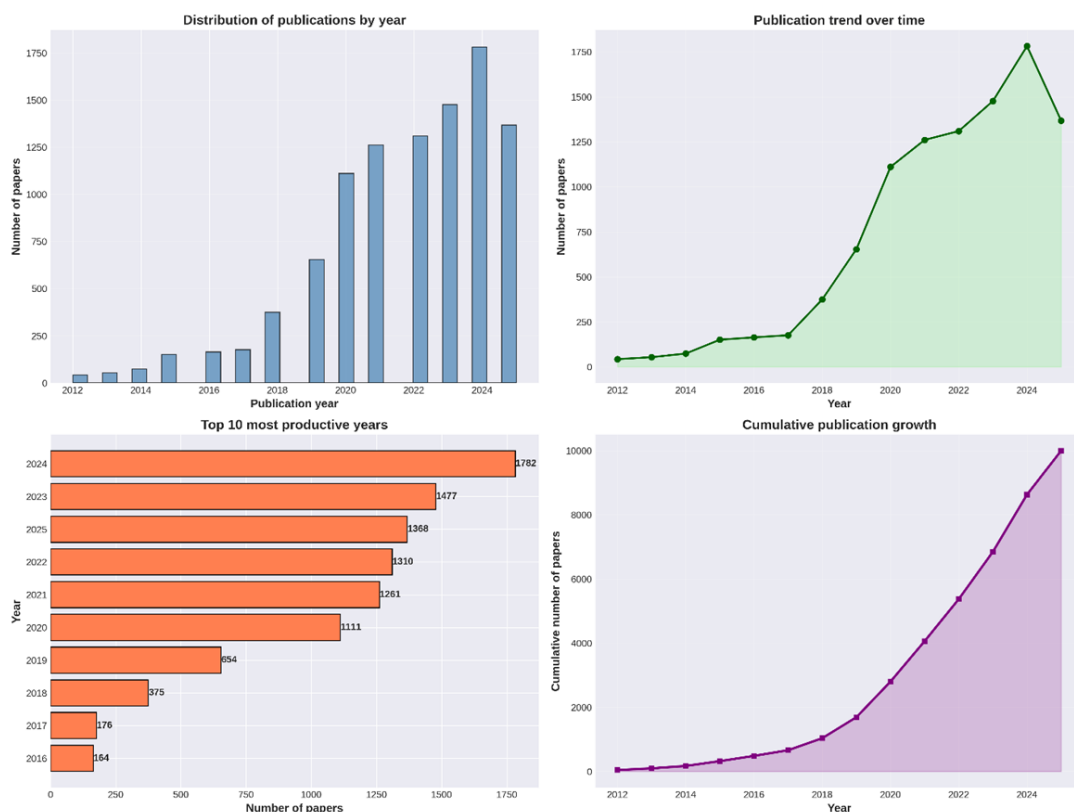 Distribution of publications by year
Number of papers
1750
1500
1250
1000
750
500
250
0
2012 2014 2016 2018 2020 2022 2024
Publication year
Publication trend over time
Number of papers
1750
1500
1250
1000
750
500
250
0
2012 2014 2016 2018 2020 2022 2024
Year
Top 10 most productive years
Year
2024 1782
2023 1477
2025 1368
2022 1310
2021 1261
2020 1111
2019 654
2018 375
2017 176
2016 164
0 250 500 750 1000 1250 1500 1750
Number of papers
Cumulative publication growth
Cumulative number of papers
10000
8000
6000
4000
2000
0
2012 2014 2016 2018 2020 2022 2024
Year